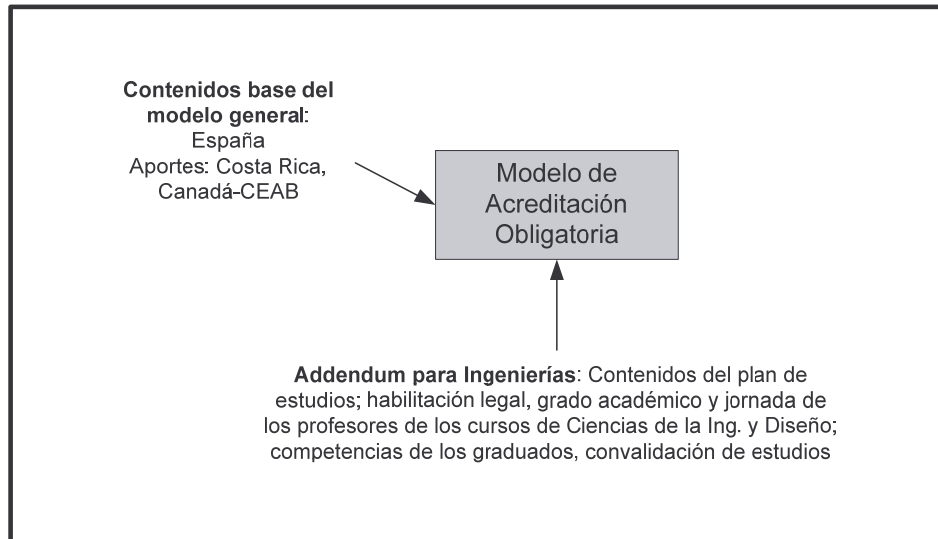 Contenidos base del
modelo general:
España
Aportes: Costa Rica,
Canadá-CEAB
Modelo de
Acreditación
Obligatoria
Addendum para Ingenierías: Contenidos del plan de
estudios; habilitación legal, grado académico y jornada de
los profesores de los cursos de Ciencias de la Ing. y Diseño;
competencias de los graduados, convalidación de estudios